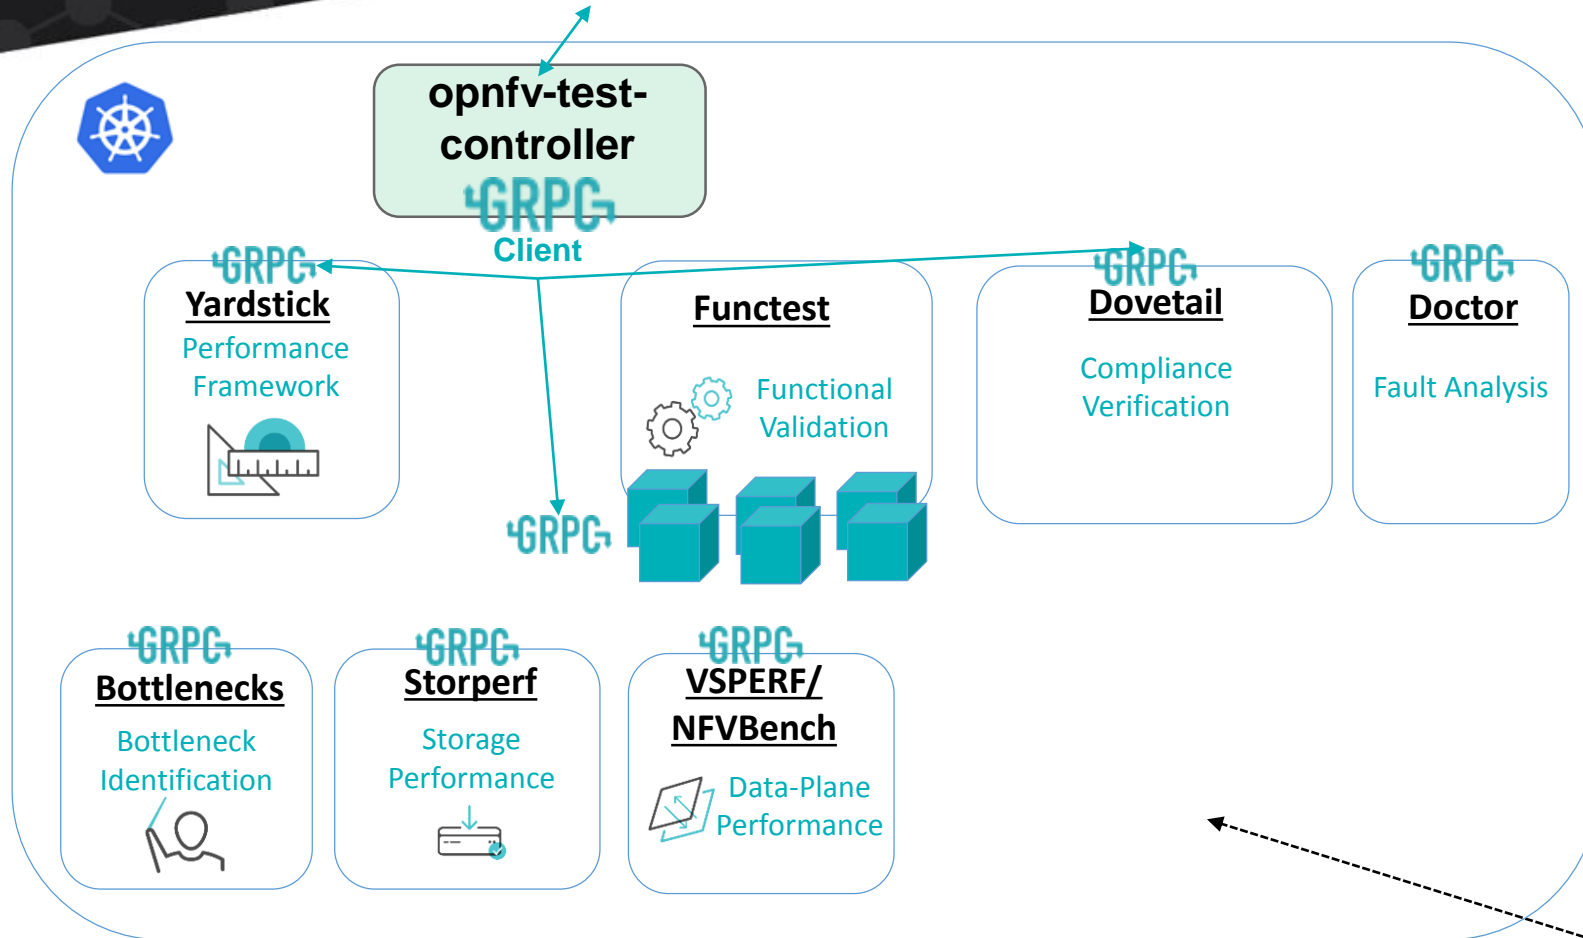 opnfv-test-
controller
GRPC
Client
GRPC
Yardstick
Performance
Framework
Functest
Functional
Validation
GRPC
GRPC
Dovetail
Compliance
Verification
GRPC
Doctor
Fault Analysis
GRPC
Bottlenecks
Bottleneck
Identification
GRPC
Storperf
Storage
Performance
GRPC
VSPERF/
NFVBench
Data-Plane
Performance